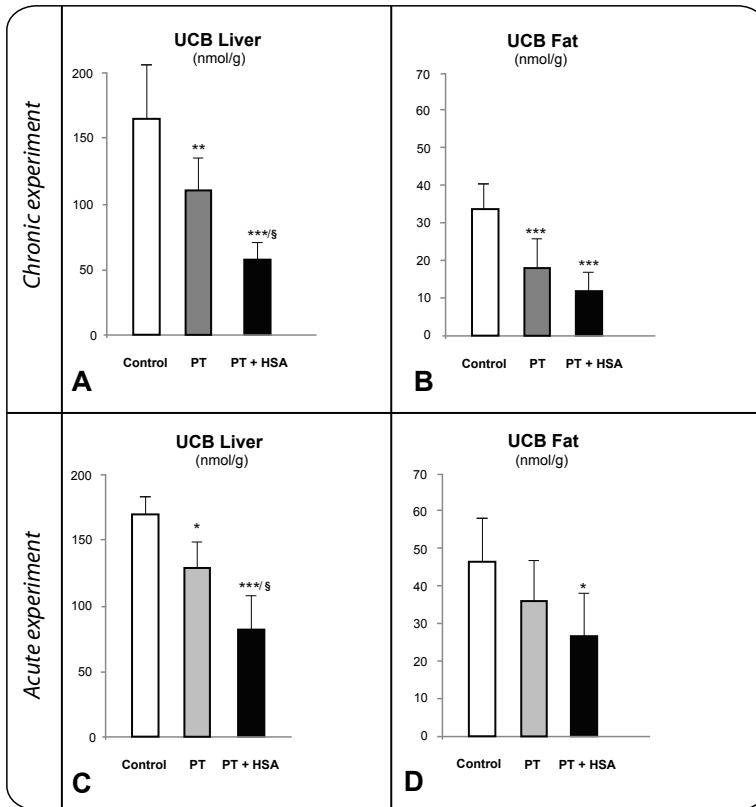 Chronic experiment
UCB Liver
(nmol/g)
200
150
100
50
0
**
***/§
Control PT PT + HSA
A
UCB Fat
(nmol/g)
70
60
50
40
30
20
10
0
***
***
Control PT PT + HSA
B
Acute experiment
UCB Liver
(nmol/g)
200
150
100
50
0
*
***/§
Control PT PT + HSA
C
UCB Fat
(nmol/g)
70
60
50
40
30
20
10
0
*
Control PT PT + HSA
D